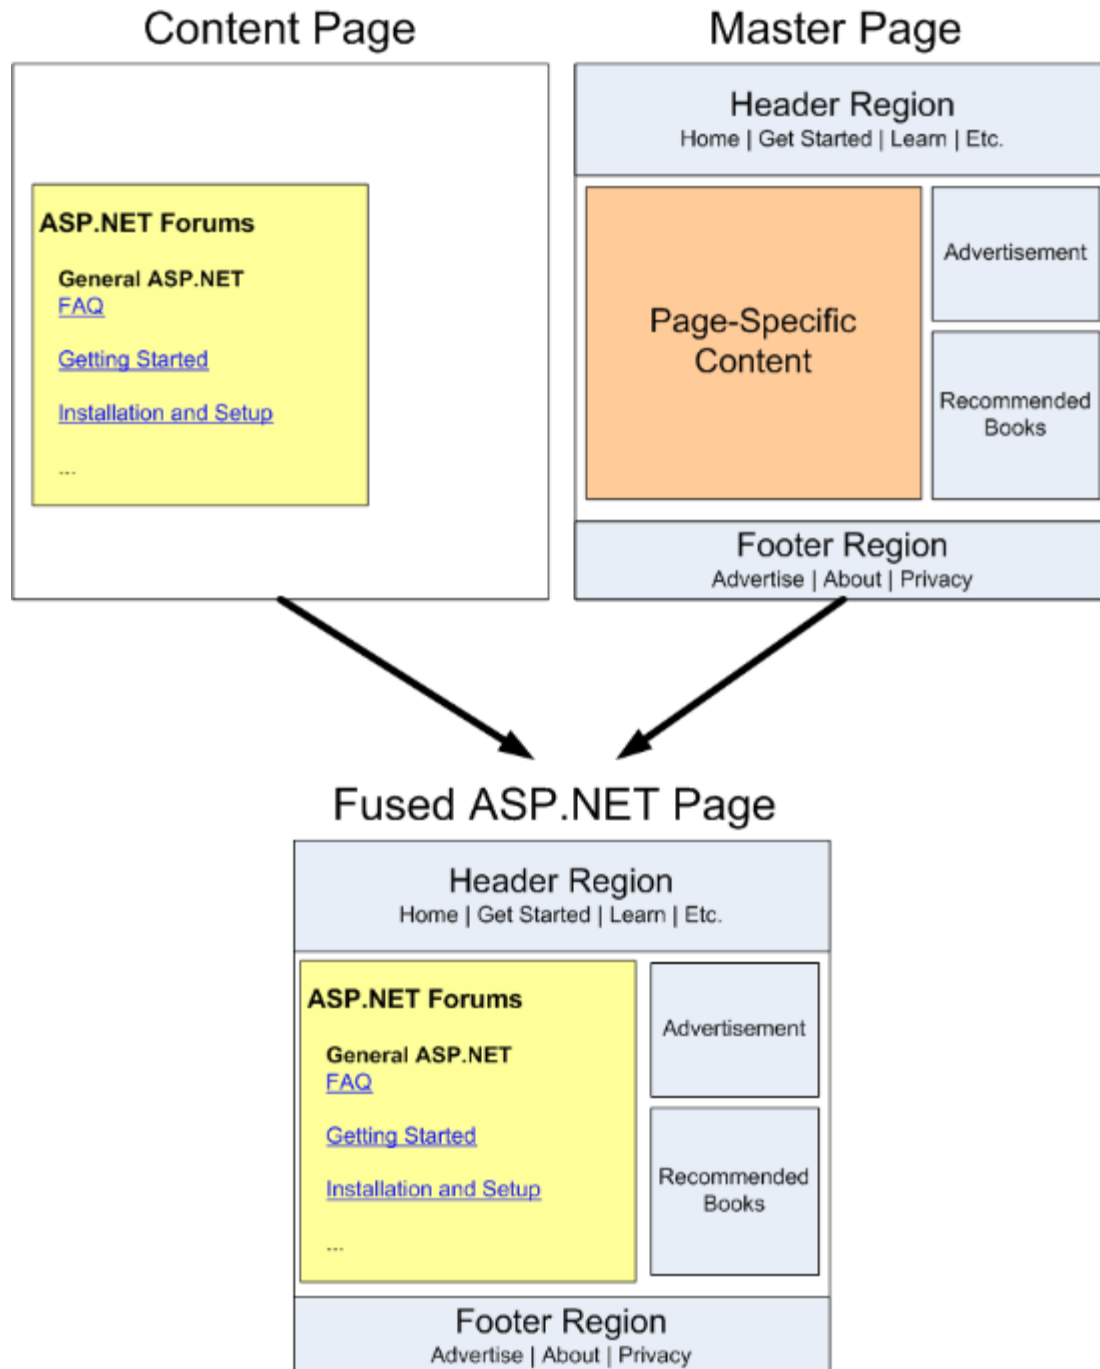 Content Page
ASP.NET Forums
General ASP.NET
FAQ
Getting Started
Installation and Setup
...
Master Page
Header Region
Home | Get Started | Learn | Etc.
Page-Specific
Content
Advertisement
Recommended
Books
Footer Region
Advertise | About | Privacy
Fused ASP.NET Page
Header Region
Home | Get Started | Learn | Etc.
ASP.NET Forums
General ASP.NET
FAQ
Getting Started
Installation and Setup
...
Advertisement
Recommended
Books
Footer Region
Advertise | About | Privacy